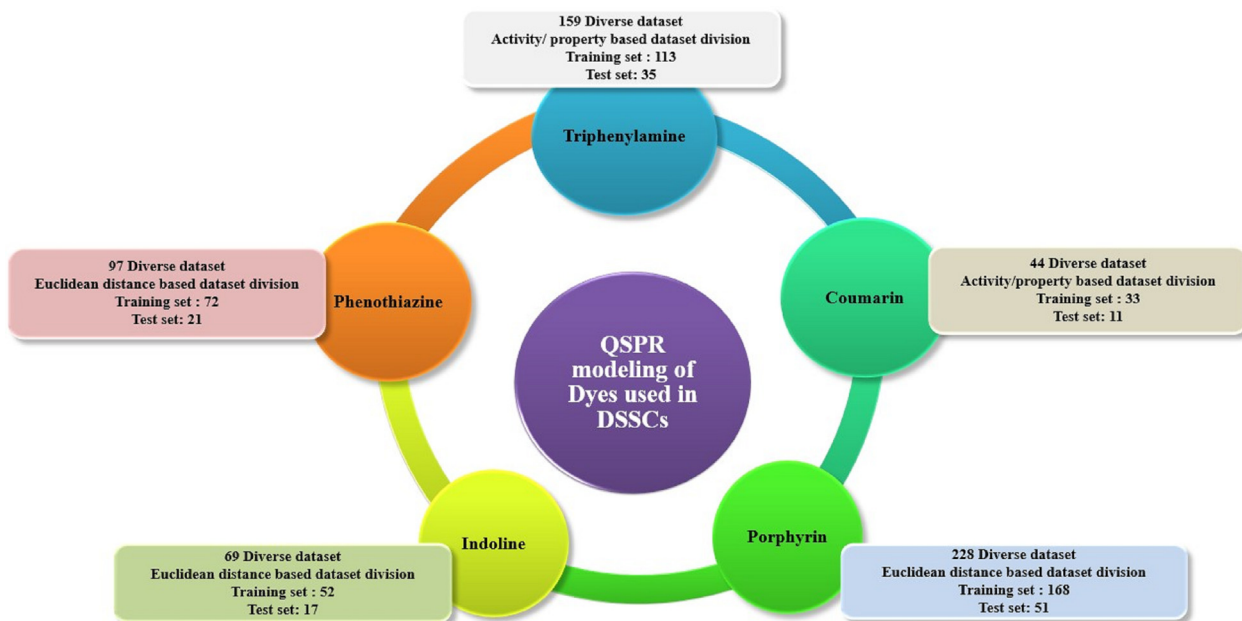 159 Diverse dataset
Activity/ property based dataset division
Training set : 113
Test set: 35
Triphenylamine
97 Diverse dataset
Euclidean distance based dataset division
Training set : 72
Test set: 21
Phenothiazine
Coumarin
44 Diverse dataset
Activity/property based dataset division
Training set : 33
Test set: 11
QSPR
modeling of
Dyes used in
DSSCs
69 Diverse dataset
Euclidean distance based dataset division
Training set : 52
Test set: 17
Indoline
Porphyrin
228 Diverse dataset
Euclidean distance based dataset division
Training set : 168
Test set: 51